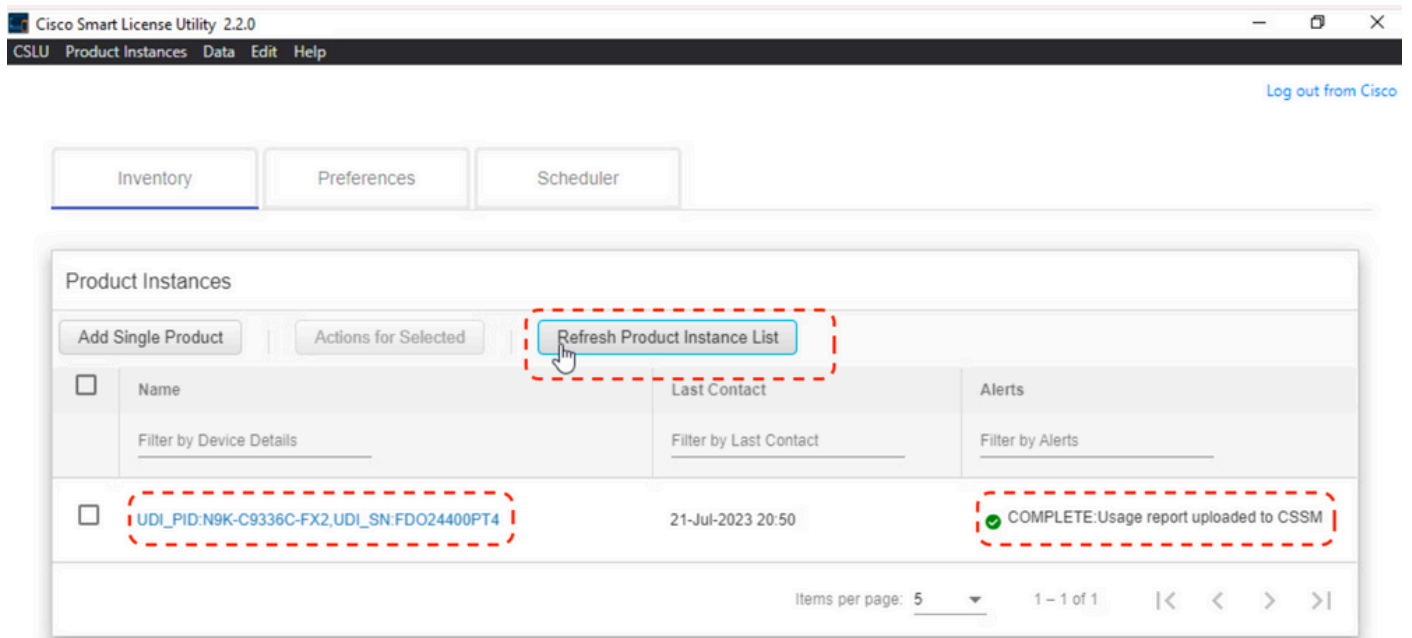 Cisco Smart License Utility 2.2.0
CSLU Product Instances Data Edit Help
Log out from Cisco
Inventory Preferences Scheduler
Product Instances
Add Single Product Actions for Selected Refresh Product Instance List
Name Last Contact Alerts
Filter by Device Details Filter by Last Contact Filter by Alerts
UDI_PID:N9K-C9336C-FX2,UDI_SN:FDO24400PT4 21-Jul-2023 20:50 COMPLETE:Usage report uploaded to CSSM
Items per page: 5 1 – 1 of 1